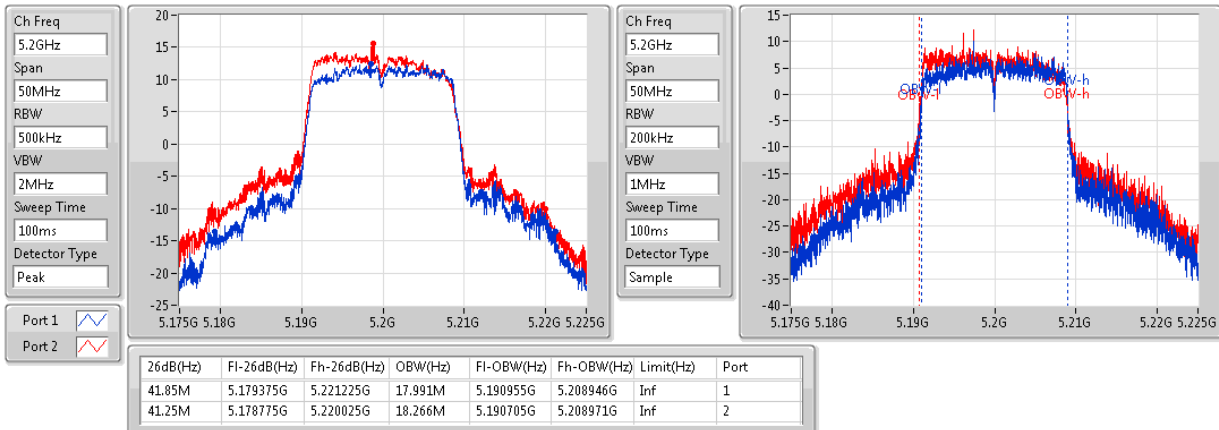 Ch Freq
5.2GHz
Span
50MHz
RBW
500kHz
VBW
2MHz
Sweep Time
100ms
Detector Type
Peak
Port 1
Port 2
20
15
10
5
0
-5
-10
-15
-20
-25
5.175G 5.18G 5.19G 5.2G 5.21G 5.22G 5.225G
Ch Freq
5.2GHz
Span
50MHz
RBW
200kHz
VBW
1MHz
Sweep Time
100ms
Detector Type
Sample
15
10
5
0
-5
-10
-15
-20
-25
-30
-35
-40
OBW-l
OBW-h
OBW-l
OBW-h
5.175G 5.18G 5.19G 5.2G 5.21G 5.22G 5.225G
26dB(Hz) Fl-26dB(Hz) Fh-26dB(Hz) OBW(Hz) Fl-OBW(Hz) Fh-OBW(Hz) Limit(Hz) Port
41.85M 5.179375G 5.221225G 17.991M 5.190955G 5.208946G Inf 1
41.25M 5.178775G 5.220025G 18.266M 5.190705G 5.208971G Inf 2